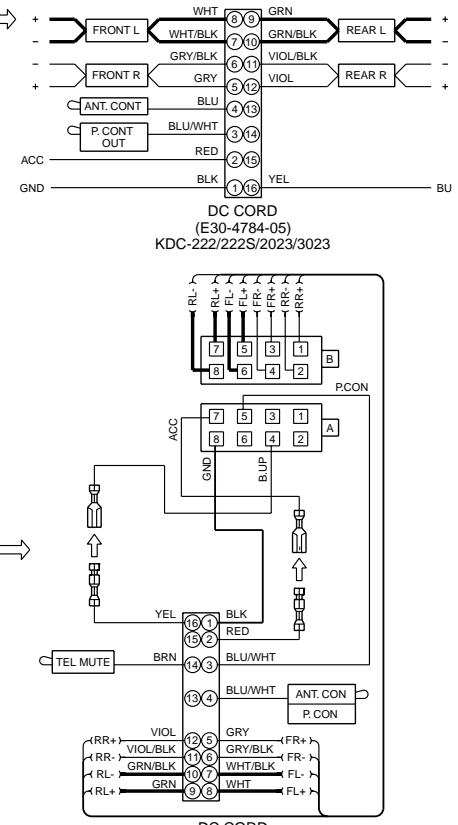 WHT 8 9 GRN
+ FRONT L REAR L +
− WHT/BLK 7 10 GRN/BLK −
− GRY/BLK 6 11 VIOL/BLK −
FRONT R REAR R
+ GRY 5 12 VIOL +
ANT. CONT BLU 4 13
P. CONT OUT BLU/WHT 3 14
ACC RED 2 15
GND BLK 1 16 YEL BU
DC CORD
(E30-4784-05)
KDC-222/222S/2023/3023
RL- RL+ FL- FL+ FR- FR+ RR- RR+
7 5 3 1
B
8 6 4 2
P.CON
ACC 7 5 3 1
A
8 6 4 2
GND B.UP
YEL 16 1 BLK
15 2 RED
TEL MUTE BRN 14 3 BLU/WHT
13 4 BLU/WHT ANT. CON
P. CON
RR+ VIOL 12 5 GRY FR+
RR- VIOL/BLK 11 6 GRY/BLK FR-
RL- GRN/BLK 10 7 WHT/BLK FL-
RL+ GRN 9 8 WHT FL+
DC CORD